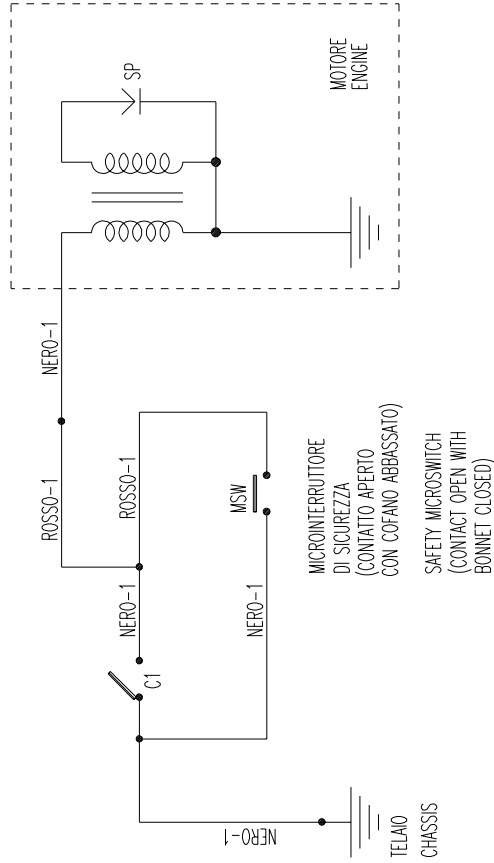 MOTORE
ENGINE
SP
NERO-1
ROSSO-1
ROSSO-1
NERO-1
MSW
NERO-1
C1
NERO-1
MICROINTERRUTTORE
DI SICUREZZA
(CONTATTO APERTO
CON COFANO ABBASSATO)
SAFETY MICROSWITCH
(CONTACT OPEN WITH
BONNET CLOSED)
TELAIO
CHASSIS